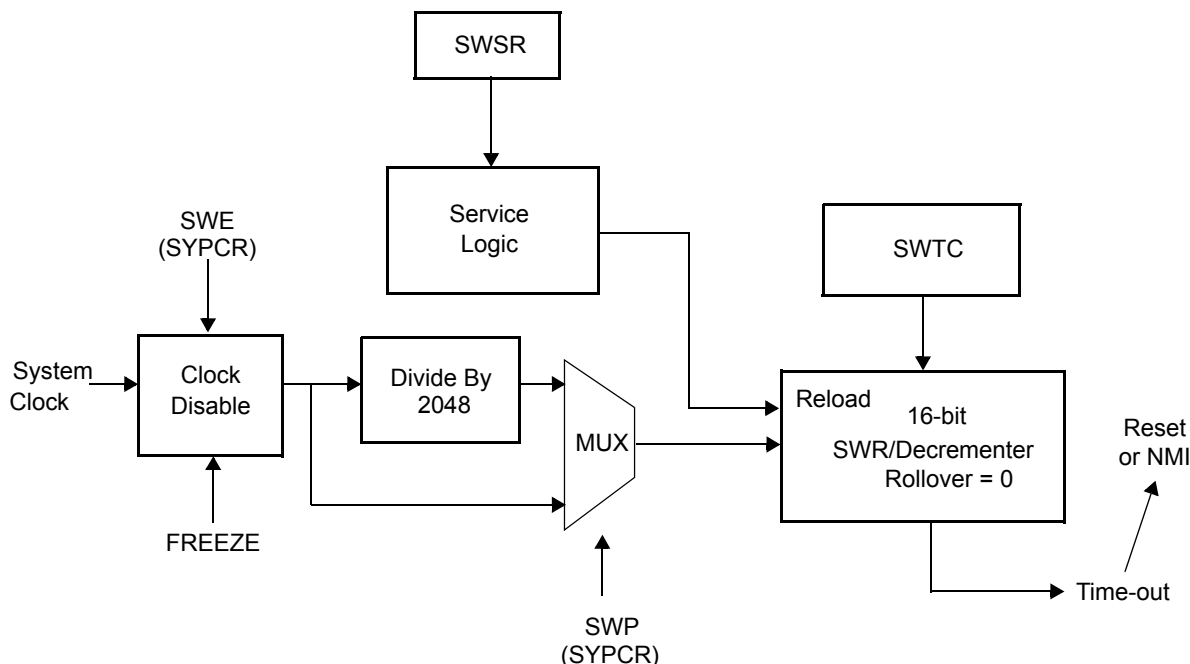 SWSR
Service
Logic
SWE
(SYPCR)
SWTC
System
Clock
Clock
Disable
Divide By
2048
MUX
Reload
16-bit
SWR/Decrementer
Rollover = 0
Reset
or NMI
FREEZE
Time-out
SWP
(SYPCR)